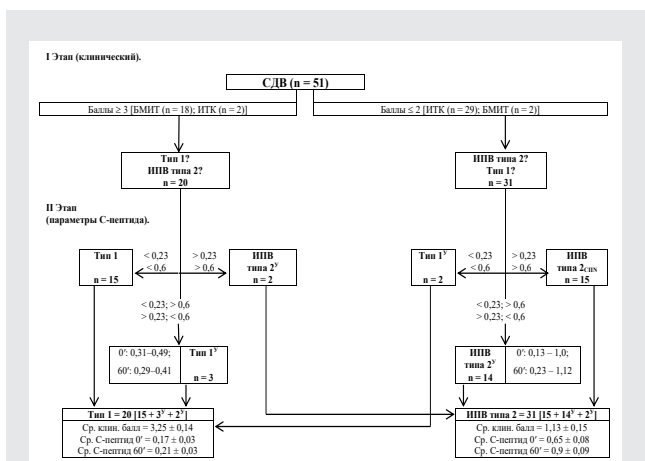 I Этап (клинический).
СДВ (n = 51)
Баллы ≥ 3 [БМИТ (n = 18); ИТК (n = 2)]
Баллы ≤ 2 [ИТК (n = 29); БМИТ (n = 2)]
Тип 1?
ИПВ типа 2?
n = 20
ИПВ типа 2?
Тип 1?
n = 31
II Этап
(параметры С-пептида).
Тип 1
n = 15
< 0,23
< 0,6
> 0,23
> 0,6
ИПВ
типа 2У
n = 2
Тип 1У
n = 2
< 0,23
< 0,6
> 0,23
> 0,6
ИПВ
типа 2СПN
n = 15
< 0,23; > 0,6
> 0,23; < 0,6
< 0,23; > 0,6
> 0,23; < 0,6
0′: 0,31–0,49;
60′: 0,29–0,41
Тип 1У
n = 3
ИПВ
типа 2У
n = 14
0′: 0,13 – 1,0;
60′: 0,23 – 1,12
Тип 1 = 20 [15 + 3У + 2У]
Ср. клин. балл = 3,25 ± 0,14
Ср. С-пептид 0′ = 0,17 ± 0,03
Ср. С-пептид 60′ = 0,21 ± 0,03
ИПВ типа 2 = 31 [15 + 14У + 2У]
Ср. клин. балл = 1,13 ± 0,15
Ср. С-пептид 0′ = 0,65 ± 0,08
Ср. С-пептид 60′ = 0,9 ± 0,09